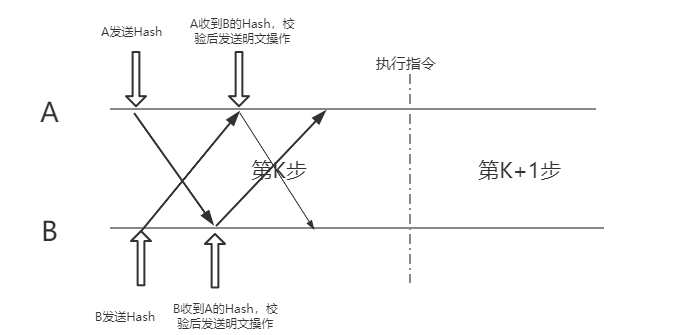 A发送Hash
A收到B的Hash，校
验后发送明文操作
执行指令
A
第K步
第K+1步
B
B发送Hash
B收到A的Hash，校
验后发送明文操作